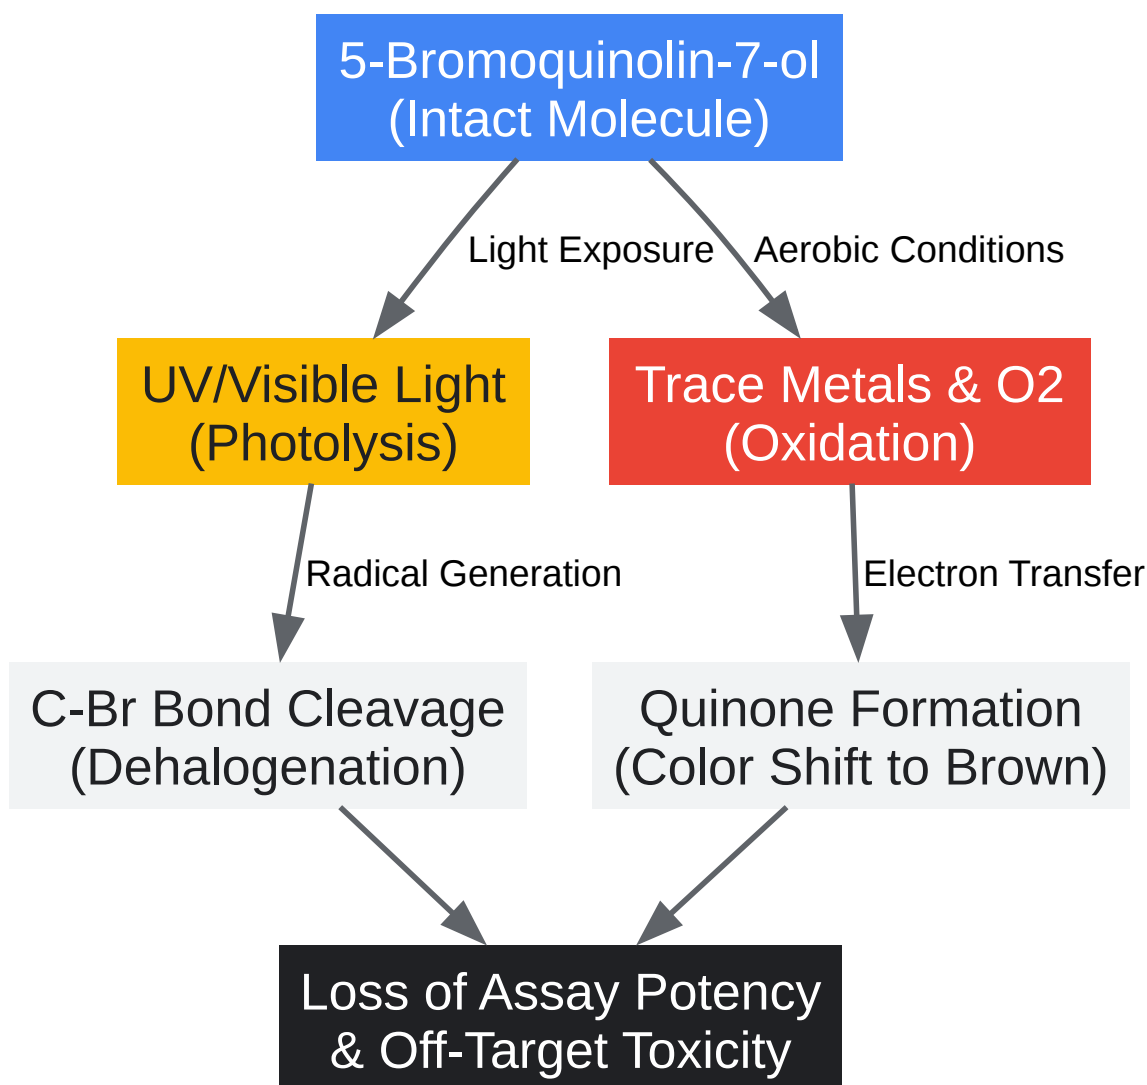 5-Bromoquinolin-7-ol
(Intact Molecule)
Light Exposure
Aerobic Conditions
UV/Visible Light
(Photolysis)
Trace Metals & O2
(Oxidation)
Radical Generation
Electron Transfer
C-Br Bond Cleavage
(Dehalogenation)
Quinone Formation
(Color Shift to Brown)
Loss of Assay Potency
& Off-Target Toxicity